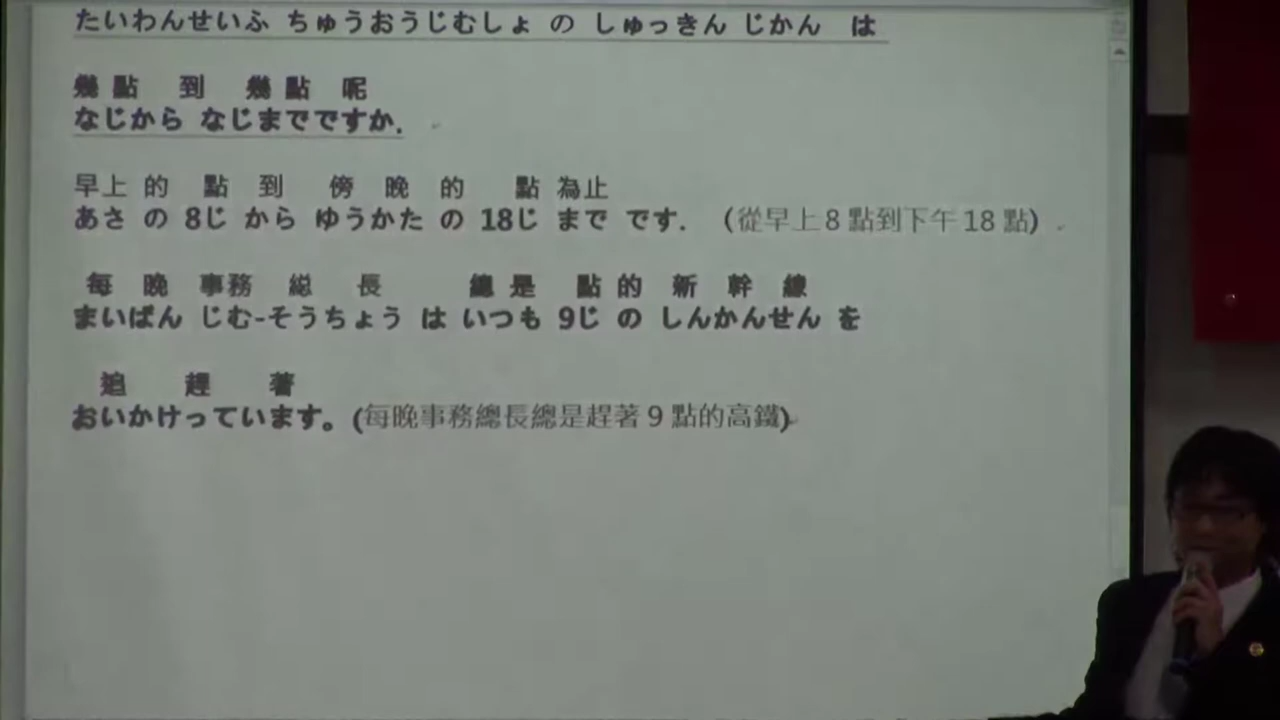 たいわんせいふ ちゅうおうじむしょ の しゅっきん じかん は
幾 點 到 幾 點 呢
なじから なじまでですか.
早上 的 點 到 傍 晚 的 點 為止
あさ の 8じ から ゆうかた の 18じ まで です. (從早上8點到下午18點)
每 晚 事務 総 長 總 是 點 的 新 幹 線
まいばん じむ-そうちょう は いつも 9じ の しんかんせん を
追 趕 著
おいかけっています。(每晚事務總長總是趕著9點的高鐵)